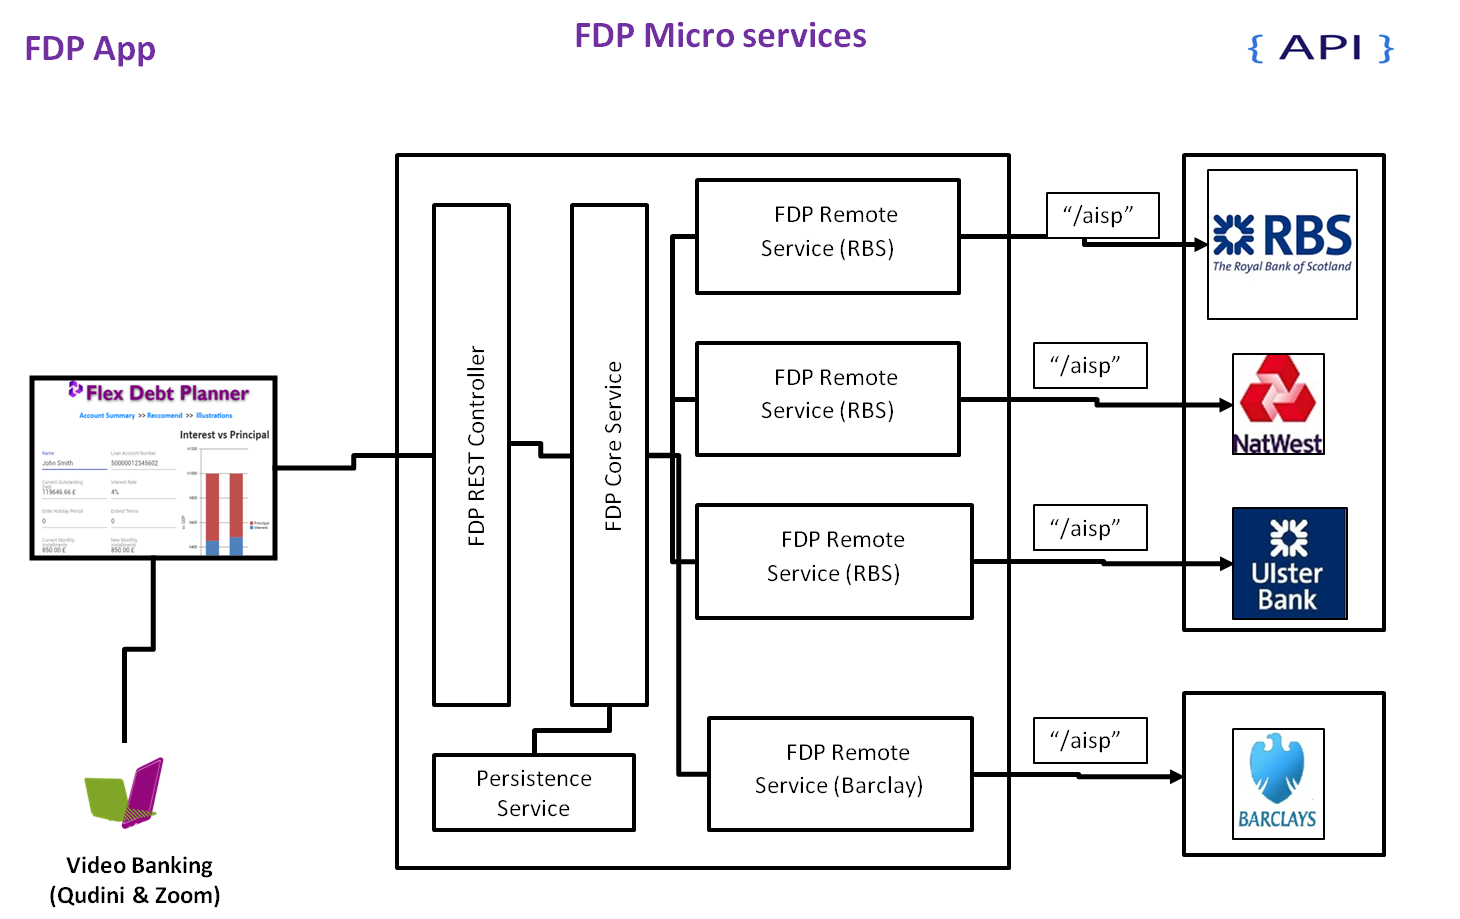 FDP App
FDP Micro services
{ API }
FDP Remote
Service (RBS)
"/aisp"
RBS
The Royal Bank of Scotland
FDP Remote
Service (RBS)
"/aisp"
NatWest
FDP REST Controller
FDP Core Service
Flex Debt Planner
Account Summary >> Reccomend >> Illustrations
Interest vs Principal
Name
Loan Account Number
John Smith
50000012345602
Current Outstanding
Interest Rate
119646.66 £
4%
Enter Holiday Period
Extend Terms
0
0
Current Monthly
Installments
New Monthly
Installments
850.00 £
850.00 £
Principal
Interest
FDP Remote
Service (RBS)
"/aisp"
Ulster
Bank
FDP Remote
Service (Barclay)
"/aisp"
BARCLAYS
Persistence
Service
Video Banking
(Qudini & Zoom)